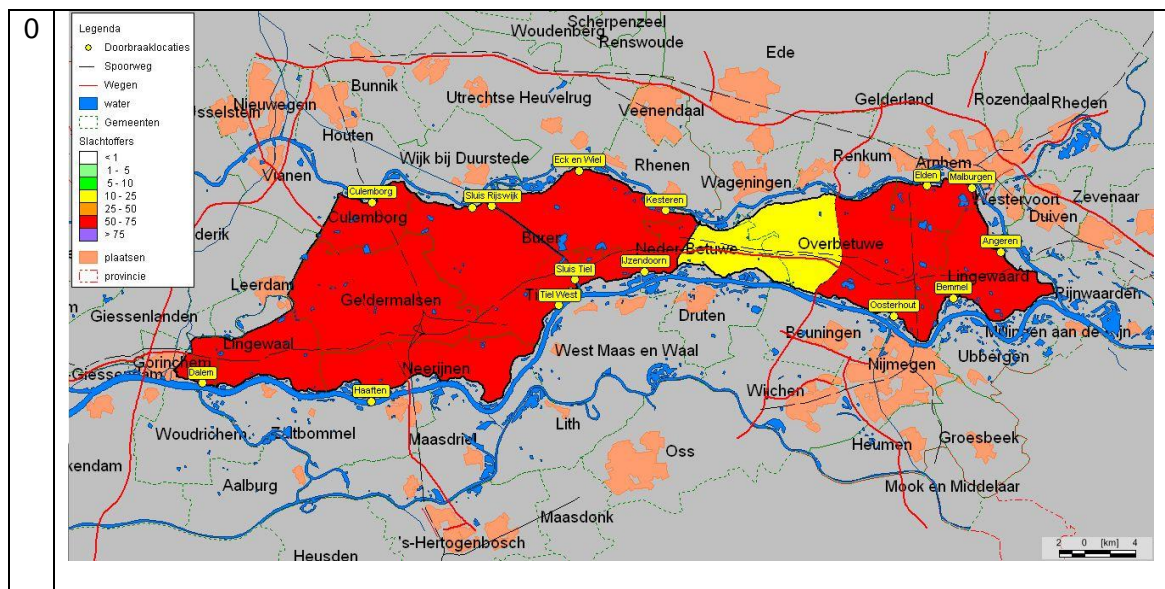 0
Legenda
Doorbraaklocaties
Spoorweg
Wegen
water
Gemeenten
Slachtoffers
< 1
1 - 5
5 - 10
10 - 25
25 - 50
50 - 75
> 75
plaatsen
provincie
Scherpenzeel
Woudenberg
Renswoude
Ede
Bunnik
Nieuwegein
Utrechtse Heuvelrug
Veenendaal
Gelderland
Rozendaal
Rheden
Houten
Wijk bij Duurstede
Eck en Wiel
Rhenen
Renkum
Arnhem
Vianen
Wageningen
Elden
Malburgen
Culemborg
Sluis Rijswijk
Kesteren
Westervoort
Zevenaar
Duiven
Culemborg
Buren
Neder-Betuwe
Overbetuwe
Angeren
Leerdam
Sluis Tiel
IJzendoorn
Lingewaard
Geldermalsen
Tiel West
Bemmel
Rijnwaarden
Giessenlanden
Druten
Oosterhout
Beuningen
Lingewaal
West Maas en Waal
Ubbergen
Gorinchem
Neerijnen
Nijmegen
Dalem
Haaften
Wijchen
Woudrichem
Zaltbommel
Maasdriel
Lith
Heumen
Groesbeek
Oss
Aalburg
Mook en Middelaar
Maasdonk
's-Hertogenbosch
Heusden
2 0 [km] 4